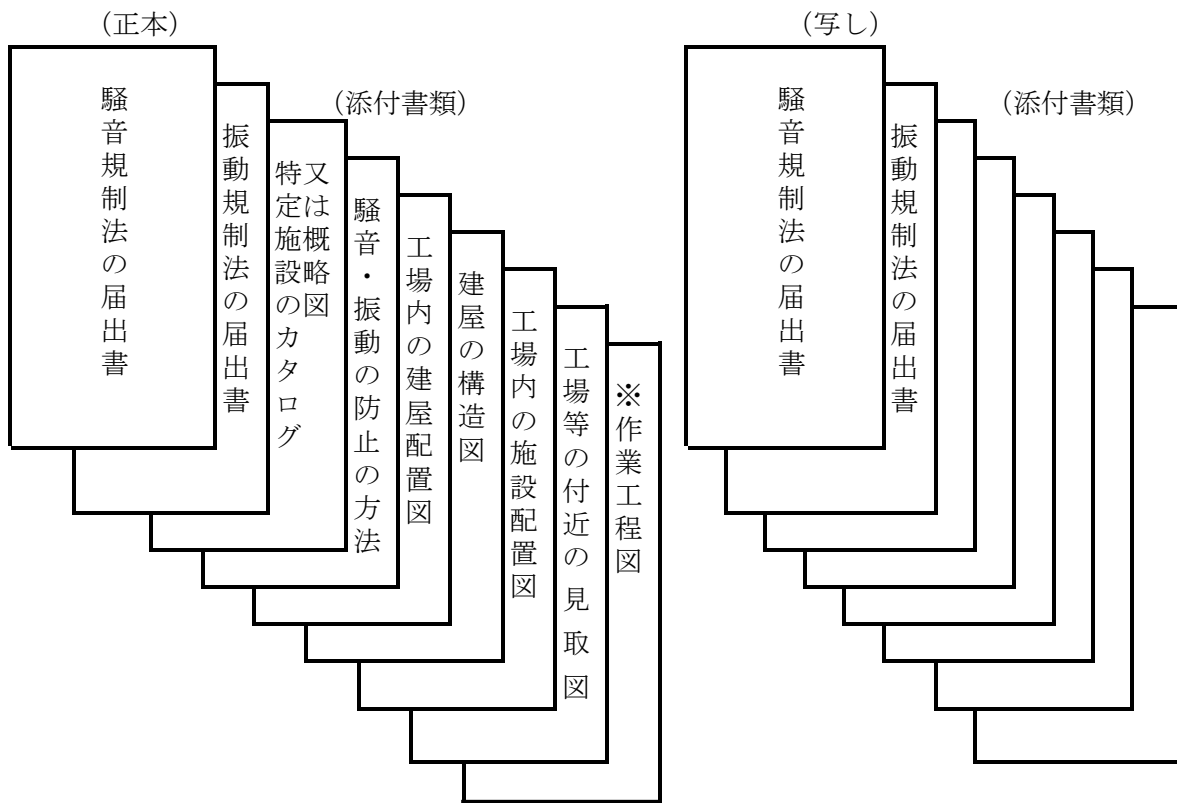 (正本)
騒音規制法の届出書
振動規制法の届出書
(添付書類)
特定施設のカタログ
又は概略図
騒音・振動の防止の方法
工場内の建屋配置図
建屋の構造図
工場内の施設配置図
工場等の付近の見取図
※作業工程図
(写し)
騒音規制法の届出書
振動規制法の届出書
(添付書類)